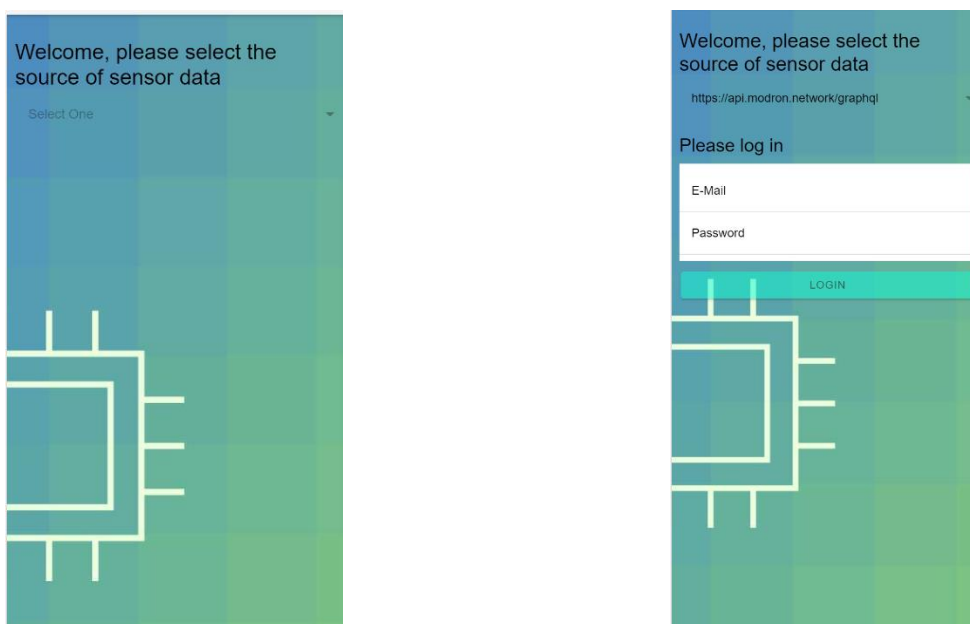 Welcome, please select the
source of sensor data
Select One
Welcome, please select the
source of sensor data
https://api.modron.network/graphql
Please log in
E-Mail
Password
LOGIN